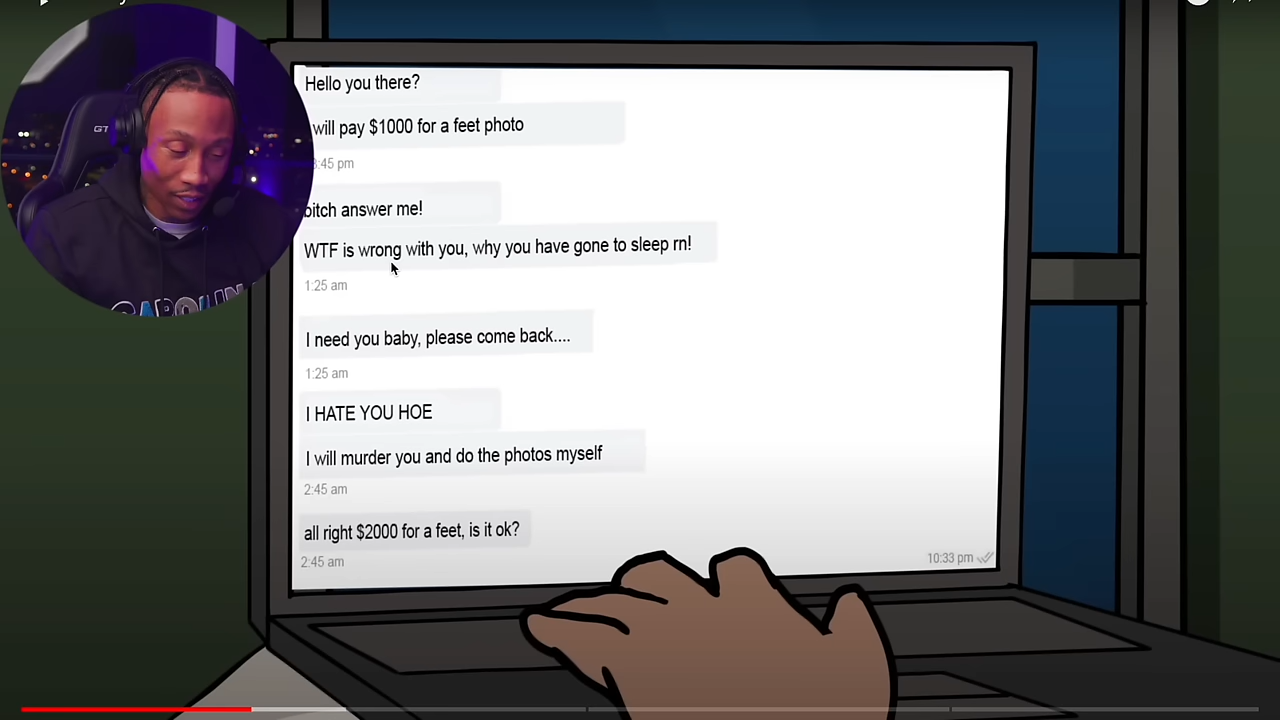 Hello you there?
will pay $1000 for a feet photo
:45 pm
bitch answer me!
WTF is wrong with you, why you have gone to sleep rn!
1:25 am
I need you baby, please come back....
1:25 am
I HATE YOU HOE
I will murder you and do the photos myself
2:45 am
all right $2000 for a feet, is it ok?
2:45 am
10:33 pm
GT